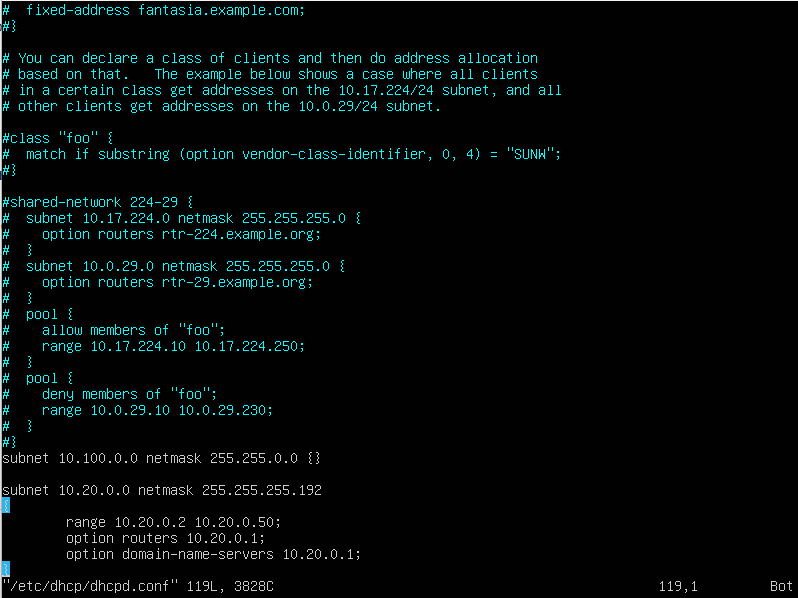 #  fixed-address fantasia.example.com;
#}
# You can declare a class of clients and then do address allocation
# based on that.   The example below shows a case where all clients
# in a certain class get addresses on the 10.17.224/24 subnet, and all
# other clients get addresses on the 10.0.29/24 subnet.
#class "foo" {
#  match if substring (option vendor-class-identifier, 0, 4) = "SUNW";
#}
#shared-network 224-29 {
#  subnet 10.17.224.0 netmask 255.255.255.0 {
#    option routers rtr-224.example.org;
#  }
#  subnet 10.0.29.0 netmask 255.255.255.0 {
#    option routers rtr-29.example.org;
#  }
#  pool {
#    allow members of "foo";
#    range 10.17.224.10 10.17.224.250;
#  }
#  pool {
#    deny members of "foo";
#    range 10.0.29.10 10.0.29.230;
#  }
#}
subnet 10.100.0.0 netmask 255.255.0.0 {}
subnet 10.20.0.0 netmask 255.255.255.192
{
        range 10.20.0.2 10.20.0.50;
        option routers 10.20.0.1;
        option domain-name-servers 10.20.0.1;
}
"/etc/dhcp/dhcpd.conf" 119L, 3828C 119,1 Bot